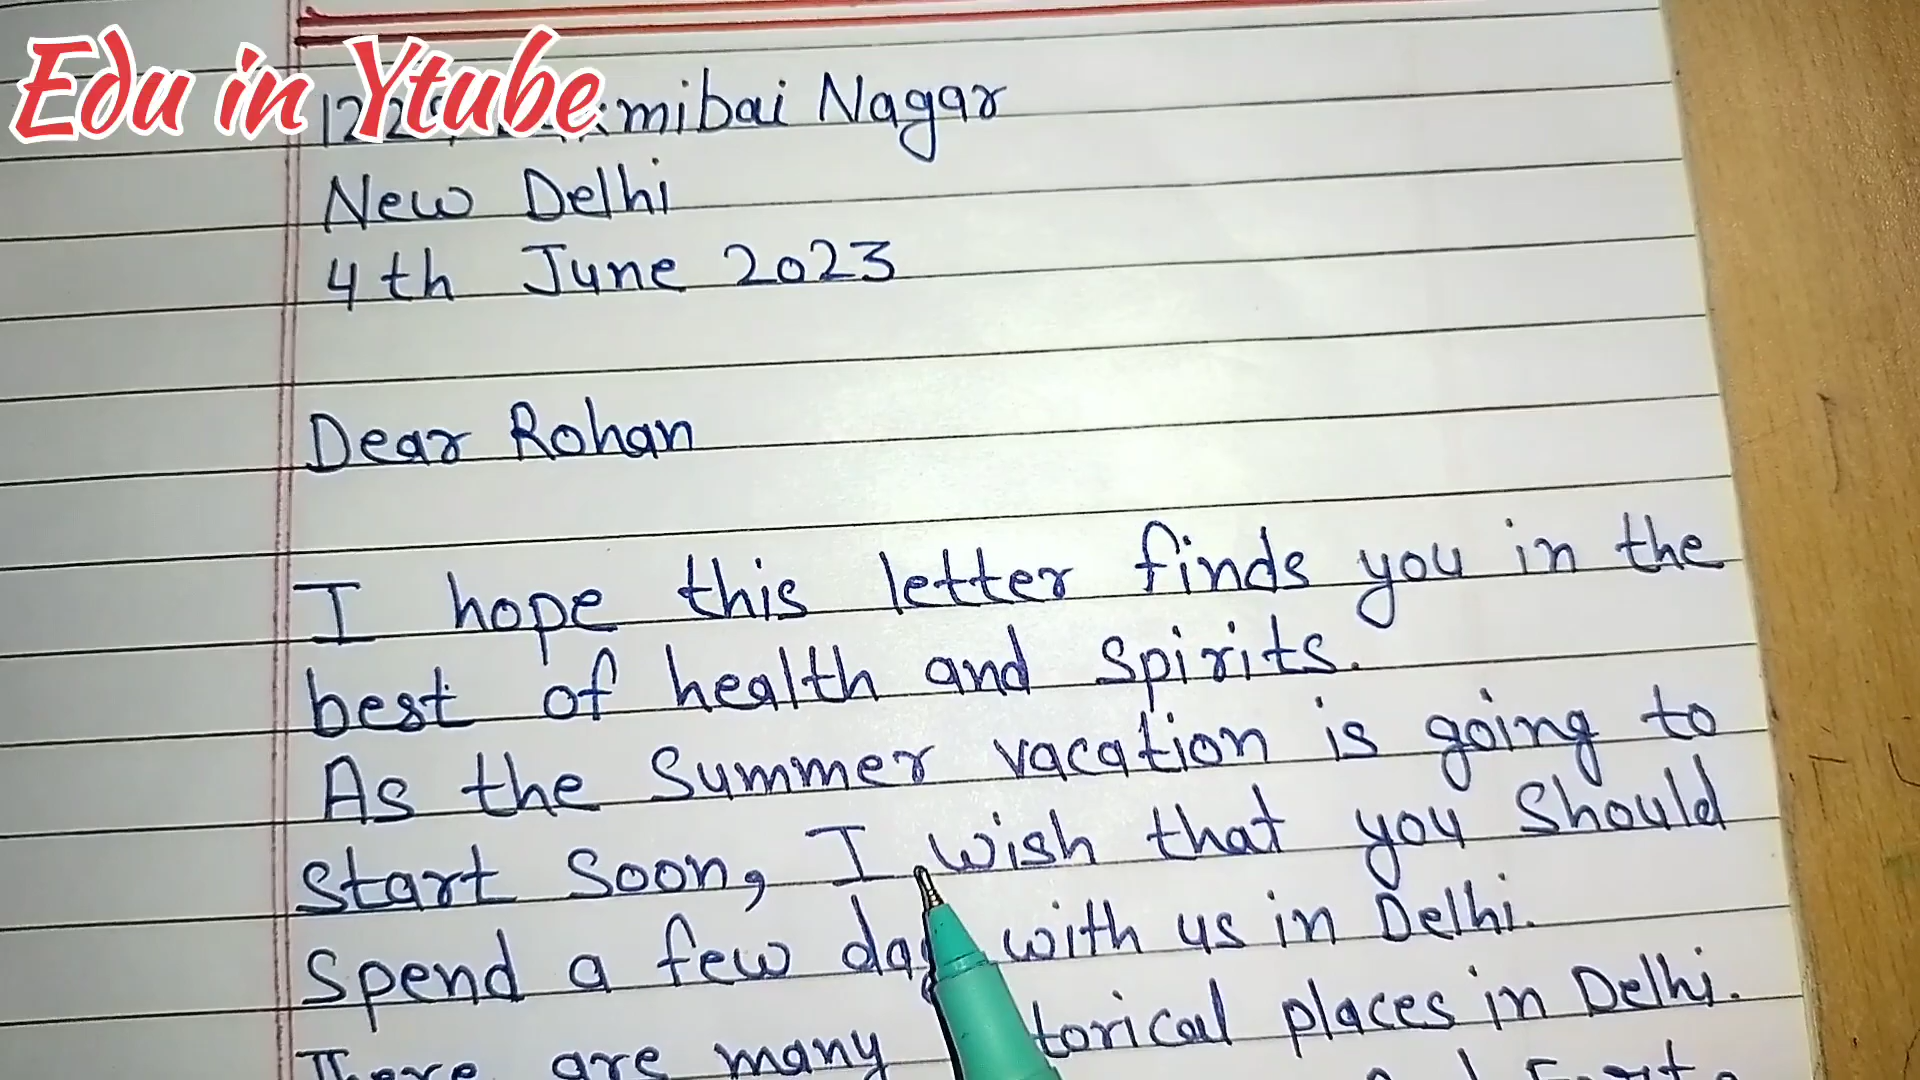 Edu in Ytube
mibai Nagar
New Delhi
4th June 2023
Dear Rohan
I hope this letter finds you in the
best of health and spirits.
As the Summer vacation is going to
start soon, I wish that you should
spend a few day with us in Delhi.
There are many torical places in Delhi.